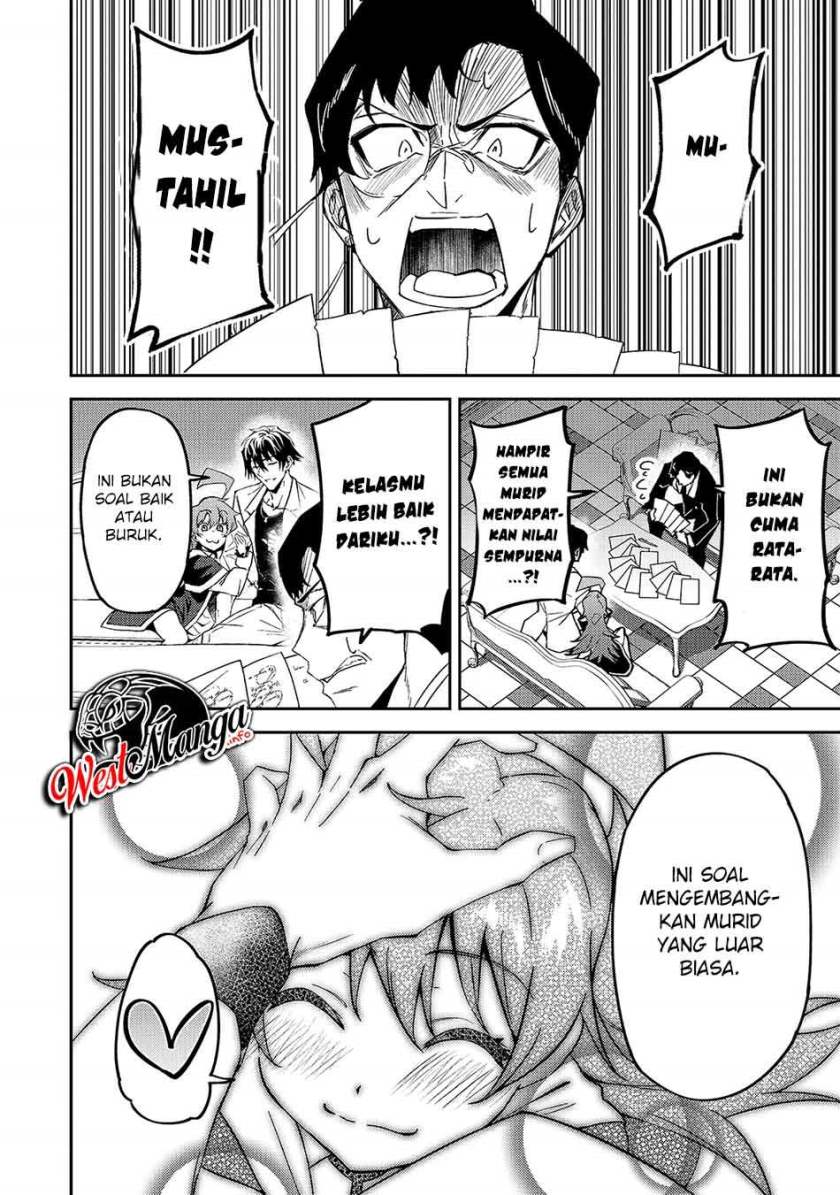 MU-
MUS-
TAHIL
!!
INI
BUKAN
CUMA
RATA-
RATA.
HAMPIR
SEMUA
MURID
MENDAPAT-
KAN NILAI
SEMPURNA
...?!
KELASMU
LEBIH BAIK
DARIKU...?!
INI BUKAN
SOAL BAIK
ATAU
BURUK.
WestManga
.info
INI SOAL
MENGEMBANG-
KAN MURID
YANG LUAR
BIASA.